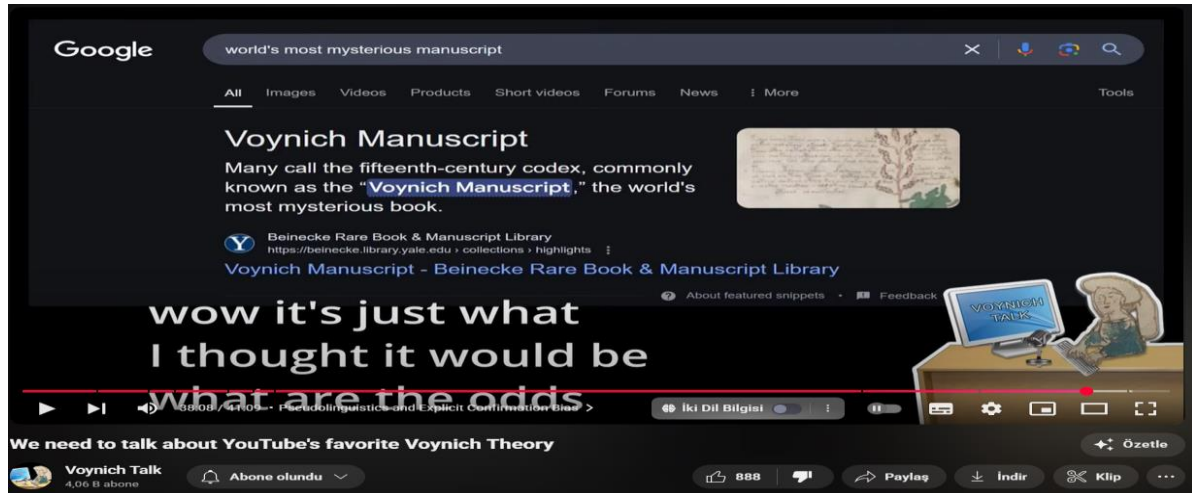 Google
world's most mysterious manuscript
All Images Videos Products Short videos Forums News More Tools
Voynich Manuscript
Many call the fifteenth-century codex, commonly
known as the “Voynich Manuscript,” the world's
most mysterious book.
Y
Beinecke Rare Book & Manuscript Library
https://beinecke.library.yale.edu › collections › highlights
Voynich Manuscript - Beinecke Rare Book & Manuscript Library
About featured snippets • Feedback
VOYNICH
TALK
wow it's just what
I thought it would be
what are the odds
38:08 / 41:09 • Pseudolinguistics and Explicit Confirmation Bias >
İki Dil Bilgisi
We need to talk about YouTube's favorite Voynich Theory
Özetle
Voynich Talk
4,06 B abone
Abone olundu
888
Paylaş
İndir
Klip